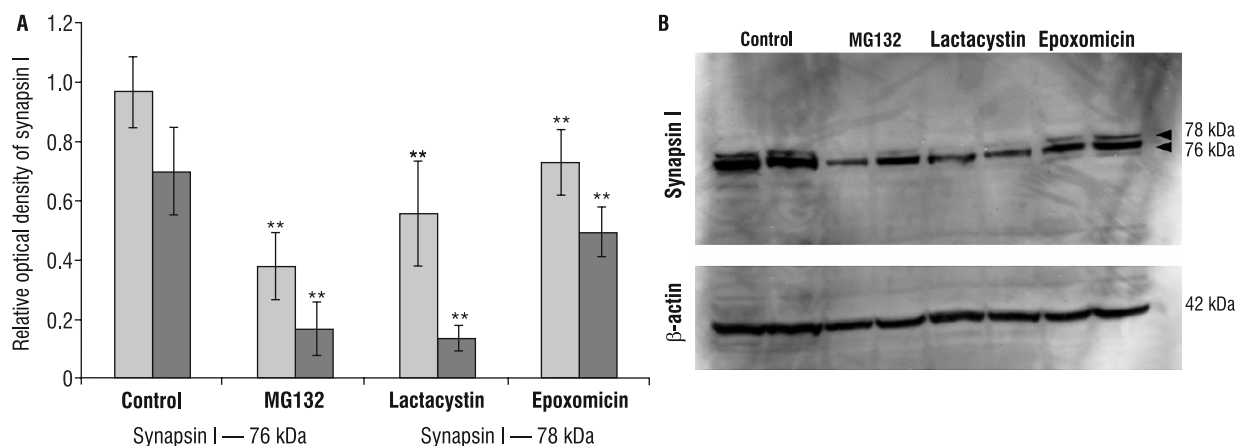 A
1.2
1.0
0.8
0.6
0.4
0.2
0
Relative optical density of synapsin I
**
**
**
**
**
**
Control MG132 Lactacystin Epoxomicin
Synapsin I — 76 kDa Synapsin I — 78 kDa
B
Control MG132 Lactacystin Epoxomicin
Synapsin I
78 kDa
76 kDa
β-actin
42 kDa